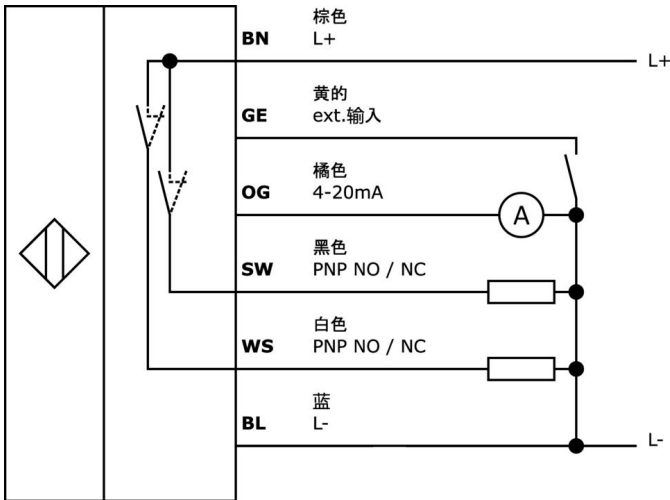 棕色
BN L+
L+
黄的
GE ext.输入
橘色
OG 4-20mA
A
黑色
SW PNP NO / NC
白色
WS PNP NO / NC
蓝
BL L-
L-